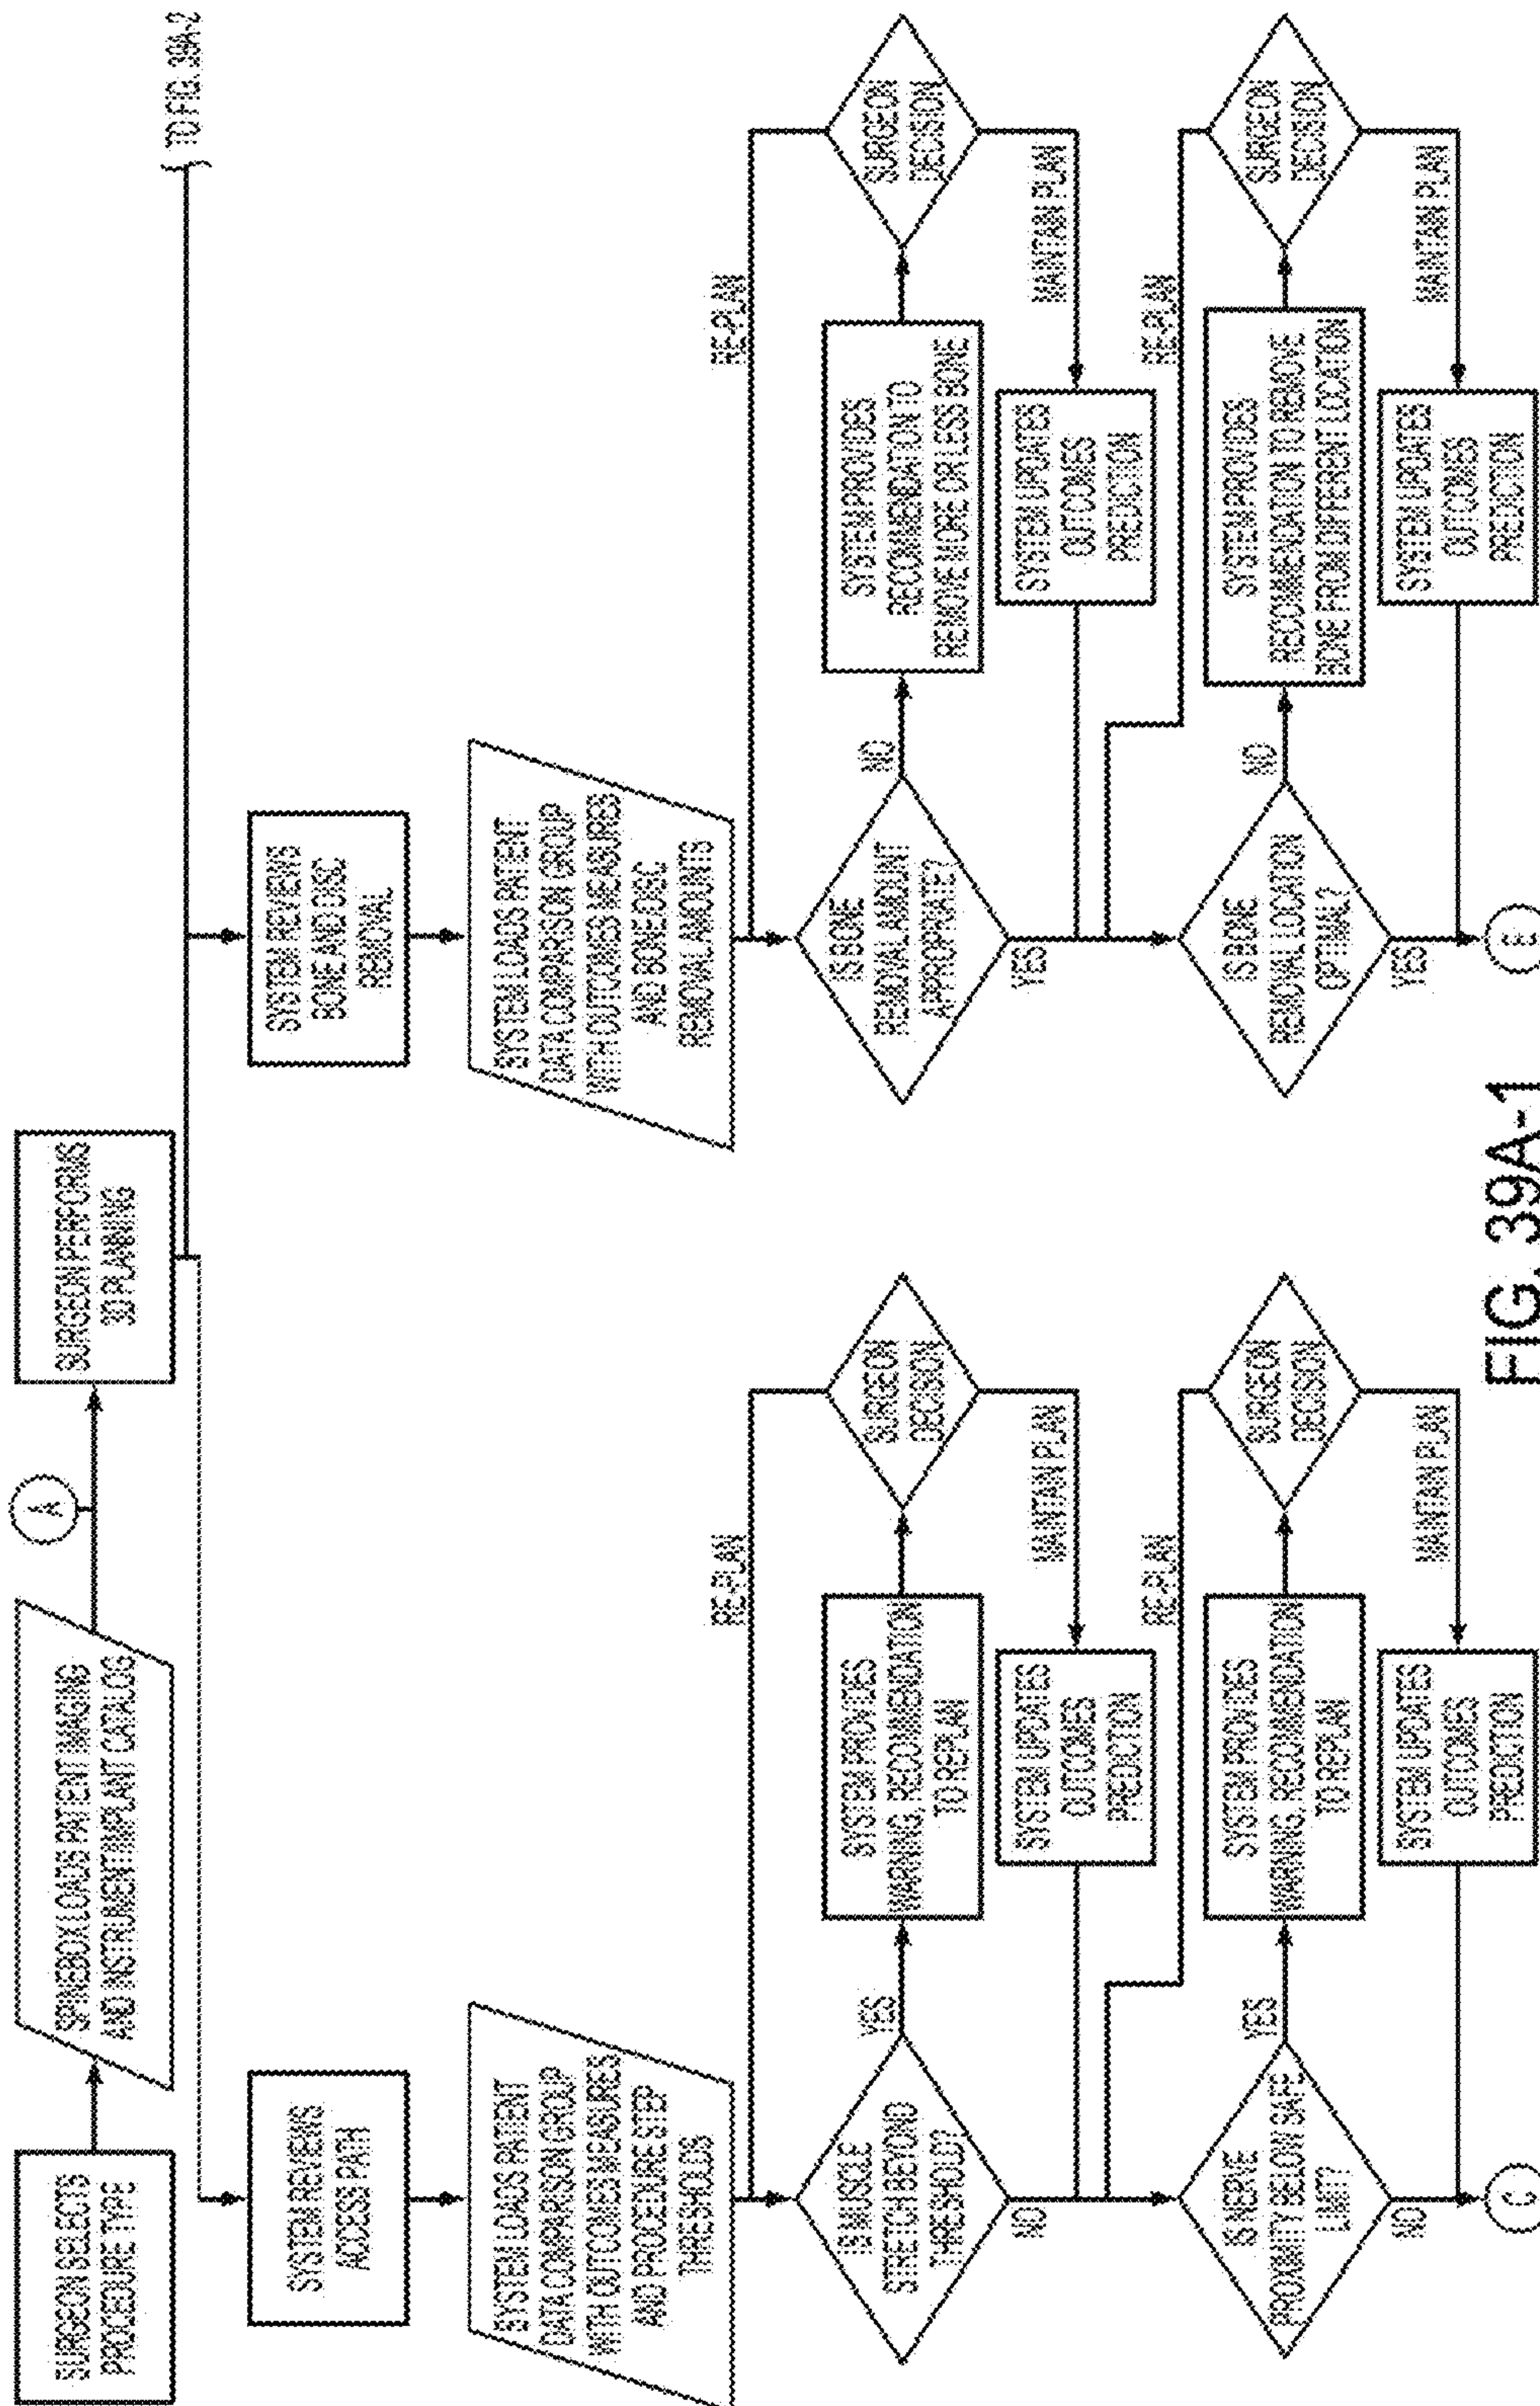 SURGEON SELECTS
PROCEDURE TYPE
SPINEBOX LOADS PATIENT IMAGING
AND INSTRUMENT/IMPLANT CATALOG
A
SURGEON PERFORMS
3D PLANNING
TO FIG. 39A-2
SYSTEM REVIEWS
ACCESS PATH
SYSTEM LOADS PATIENT
DATA COMPARISON GROUP
WITH OUTCOMES MEASURES
AND PROCEDURE STEP
THRESHOLDS
RE-PLAN
IS MUSCLE
STRETCH BEYOND
THRESHOLD?
YES
SYSTEM PROVIDES
WARNING, RECOMMENDATION
TO REPLAN
SURGEON
DECISION
NO
SYSTEM UPDATES
OUTCOMES
PREDICTION
MAINTAIN PLAN
RE-PLAN
IS NERVE
PROXIMITY BELOW SAFE
LIMIT?
YES
SYSTEM PROVIDES
WARNING, RECOMMENDATION
TO REPLAN
SURGEON
DECISION
NO
SYSTEM UPDATES
OUTCOMES
PREDICTION
MAINTAIN PLAN
SYSTEM REVIEWS
BONE AND DISC
REMOVAL
SYSTEM LOADS PATIENT
DATA COMPARISON GROUP
WITH OUTCOMES MEASURES
AND BONE/DISC
REMOVAL AMOUNTS
RE-PLAN
IS BONE
REMOVAL AMOUNT
APPROPRIATE?
NO
SYSTEM PROVIDES
RECOMMENDATION TO
REMOVE MORE OR LESS BONE
SURGEON
DECISION
YES
SYSTEM UPDATES
OUTCOMES
PREDICTION
MAINTAIN PLAN
RE-PLAN
IS BONE
REMOVAL LOCATION
OPTIMAL?
NO
SYSTEM PROVIDES
RECOMMENDATION TO REMOVE
BONE FROM DIFFERENT LOCATION
SURGEON
DECISION
YES
SYSTEM UPDATES
OUTCOMES
PREDICTION
MAINTAIN PLAN
E
FIG. 39A-1